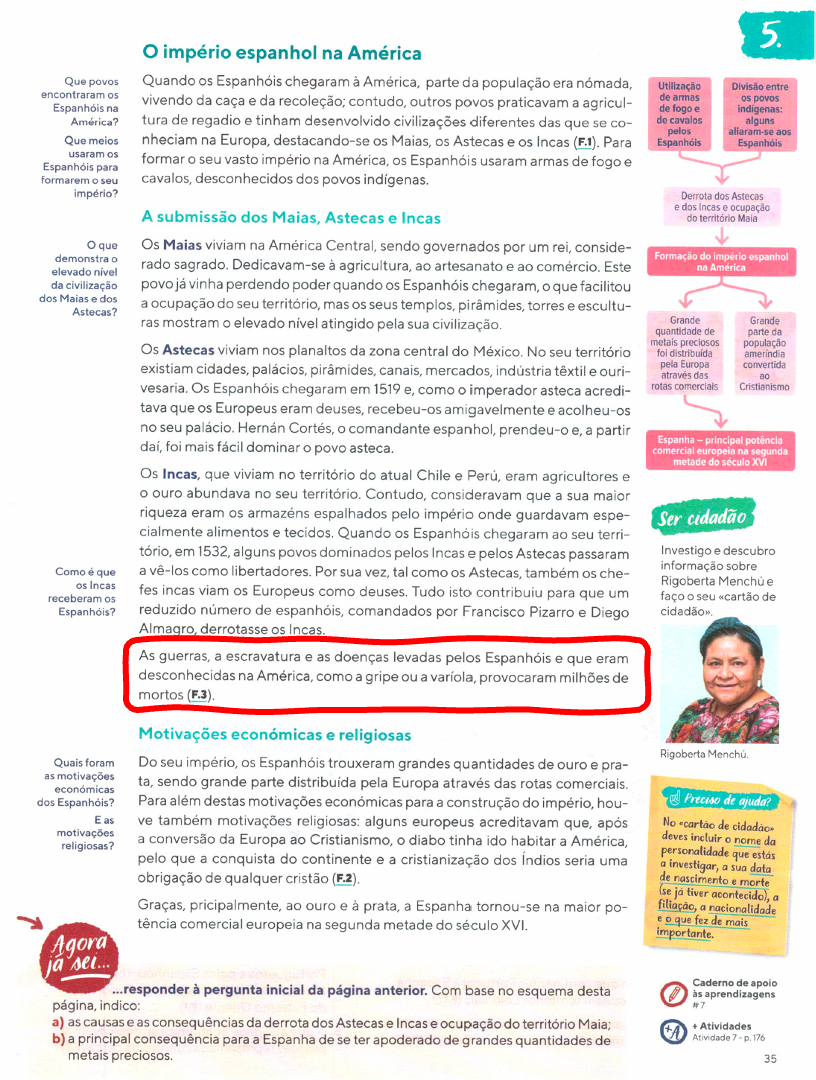 5.
O império espanhol na América
Que povos
encontraram os
Espanhóis na
América?
Que meios
usaram os
Espanhóis para
formarem o seu
império?
Quando os Espanhóis chegaram à América, parte da população era nómada,
vivendo da caça e da recoleção; contudo, outros povos praticavam a agricul-
tura de regadio e tinham desenvolvido civilizações diferentes das que se co-
nheciam na Europa, destacando-se os Maias, os Astecas e os Incas (F.1). Para
formar o seu vasto império na América, os Espanhóis usaram armas de fogo e
cavalos, desconhecidos dos povos indígenas.
A submissão dos Maias, Astecas e Incas
O que
demonstra o
elevado nível
da civilização
dos Maias e dos
Astecas?
Os Maias viviam na América Central, sendo governados por um rei, conside-
rado sagrado. Dedicavam-se à agricultura, ao artesanato e ao comércio. Este
povo já vinha perdendo poder quando os Espanhóis chegaram, o que facilitou
a ocupação do seu território, mas os seus templos, pirâmides, torres e escultu-
ras mostram o elevado nível atingido pela sua civilização.
Os Astecas viviam nos planaltos da zona central do México. No seu território
existiam cidades, palácios, pirâmides, canais, mercados, indústria têxtil e ouri-
vesaria. Os Espanhóis chegaram em 1519 e, como o imperador asteca acredi-
tava que os Europeus eram deuses, recebeu-os amigavelmente e acolheu-os
no seu palácio. Hernán Cortés, o comandante espanhol, prendeu-o e, a partir
daí, foi mais fácil dominar o povo asteca.
Os Incas, que viviam no território do atual Chile e Perú, eram agricultores e
o ouro abundava no seu território. Contudo, consideravam que a sua maior
riqueza eram os armazéns espalhados pelo império onde guardavam espe-
cialmente alimentos e tecidos. Quando os Espanhóis chegaram ao seu terri-
tório, em 1532, alguns povos dominados pelos Incas e pelos Astecas passaram
a vê-los como libertadores. Por sua vez, tal como os Astecas, também os che-
fes incas viam os Europeus como deuses. Tudo isto contribuiu para que um
reduzido número de espanhóis, comandados por Francisco Pizarro e Diego
Almagro, derrotasse os Incas.
Como é que
os Incas
receberam os
Espanhóis?
As guerras, a escravatura e as doenças levadas pelos Espanhóis e que eram
desconhecidas na América, como a gripe ou a varíola, provocaram milhões de
mortos (F.3).
Motivações económicas e religiosas
Quais foram
as motivações
económicas
dos Espanhóis?
E as
motivações
religiosas?
Do seu império, os Espanhóis trouxeram grandes quantidades de ouro e pra-
ta, sendo grande parte distribuída pela Europa através das rotas comerciais.
Para além destas motivações económicas para a construção do império, hou-
ve também motivações religiosas: alguns europeus acreditavam que, após
a conversão da Europa ao Cristianismo, o diabo tinha ido habitar a América,
pelo que a conquista do continente e a cristianização dos Índios seria uma
obrigação de qualquer cristão (F.2).
Graças, pricipalmente, ao ouro e à prata, a Espanha tornou-se na maior po-
tência comercial europeia na segunda metade do século XVI.
Agora
já sei...
...responder à pergunta inicial da página anterior. Com base no esquema desta
página, indico:
a) as causas e as consequências da derrota dos Astecas e Incas e ocupação do território Maia;
b) a principal consequência para a Espanha de se ter apoderado de grandes quantidades de
metais preciosos.
Utilização
de armas
de fogo e
de cavalos
pelos
Espanhóis
Divisão entre
os povos
indígenas:
alguns
aliaram-se aos
Espanhóis
Derrota dos Astecas
e dos Incas e ocupação
do território Maia
Formação do império espanhol
na América
Grande
quantidade de
metais preciosos
foi distribuída
pela Europa
através das
rotas comerciais
Grande
parte da
população
ameríndia
convertida
ao
Cristianismo
Espanha – principal potência
comercial europeia na segunda
metade do século XVI
Ser cidadão
Investigo e descubro
informação sobre
Rigoberta Menchú e
faço o seu «cartão de
cidadão».
Rigoberta Menchú.
Preciso de ajuda?
No «cartão de cidadão»
deves incluir o nome da
personalidade que estás
a investigar, a sua data
de nascimento e morte
(se já tiver acontecido), a
filiação, a nacionalidade
e o que fez de mais
importante.
Caderno de apoio
às aprendizagens
#7
+A
+ Atividades
Atividade 7 - p. 176
35